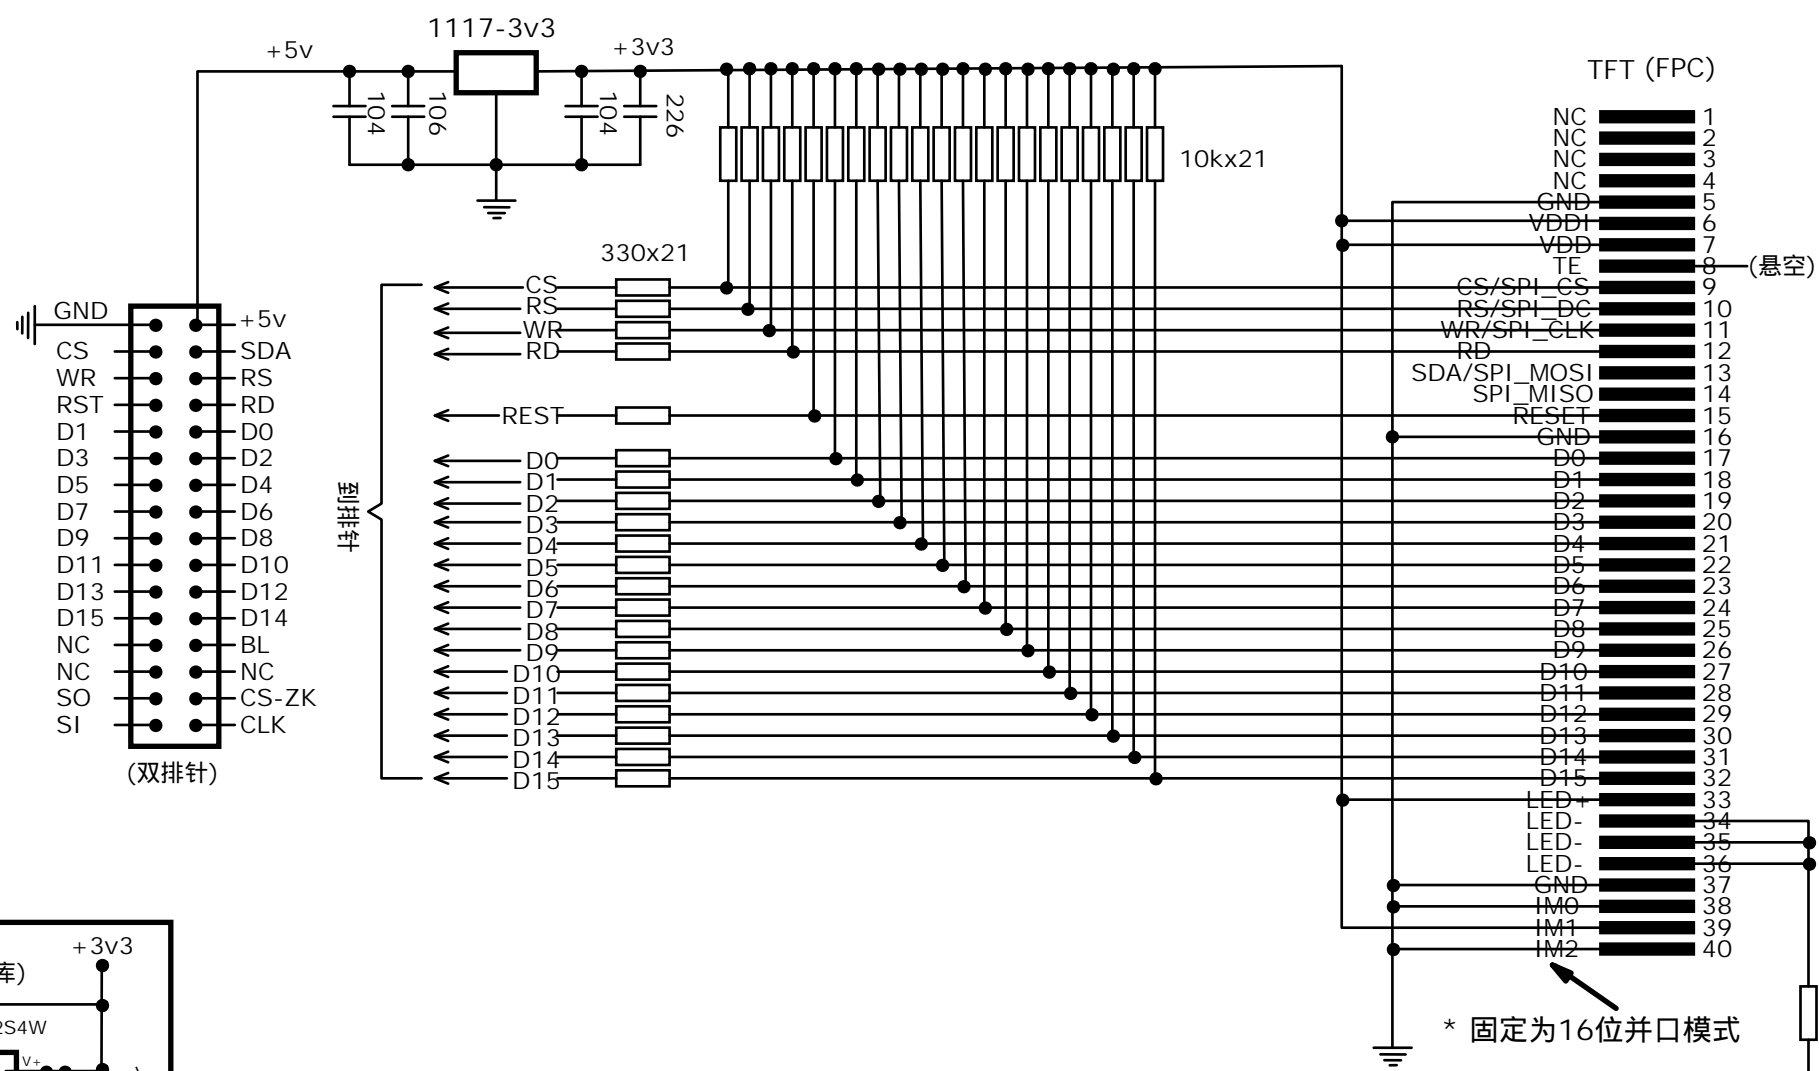 1117-3v3
+5v
+3v3
104
106
104
226
10kx21
330x21
TFT (FPC)
NC 1
NC 2
NC 3
NC 4
GND 5
VDDI 6
VDD 7
TE 8 (悬空)
CS/SPI_CS 9
RS/SPI_DC 10
WR/SPI_CLK 11
RD 12
SDA/SPI_MOSI 13
SPI_MISO 14
RESET 15
GND 16
D0 17
D1 18
D2 19
D3 20
D4 21
D5 22
D6 23
D7 24
D8 25
D9 26
D10 27
D11 28
D12 29
D13 30
D14 31
D15 32
LED+ 33
LED- 34
LED- 35
LED- 36
GND 37
IM0 38
IM1 39
IM2 40
* 固定为16位并口模式
GND +5v
CS SDA
WR RS
RST RD
D1 D0
D3 D2
D5 D4
D7 D6
D9 D8
D11 D10
D13 D12
D15 D14
NC BL
NC NC
SO CS-ZK
SI CLK
(双排针)
到排针
CS
RS
WR
RD
REST
D0
D1
D2
D3
D4
D5
D6
D7
D8
D9
D10
D11
D12
D13
D14
D15
+3v3
库)
2S4W
V+